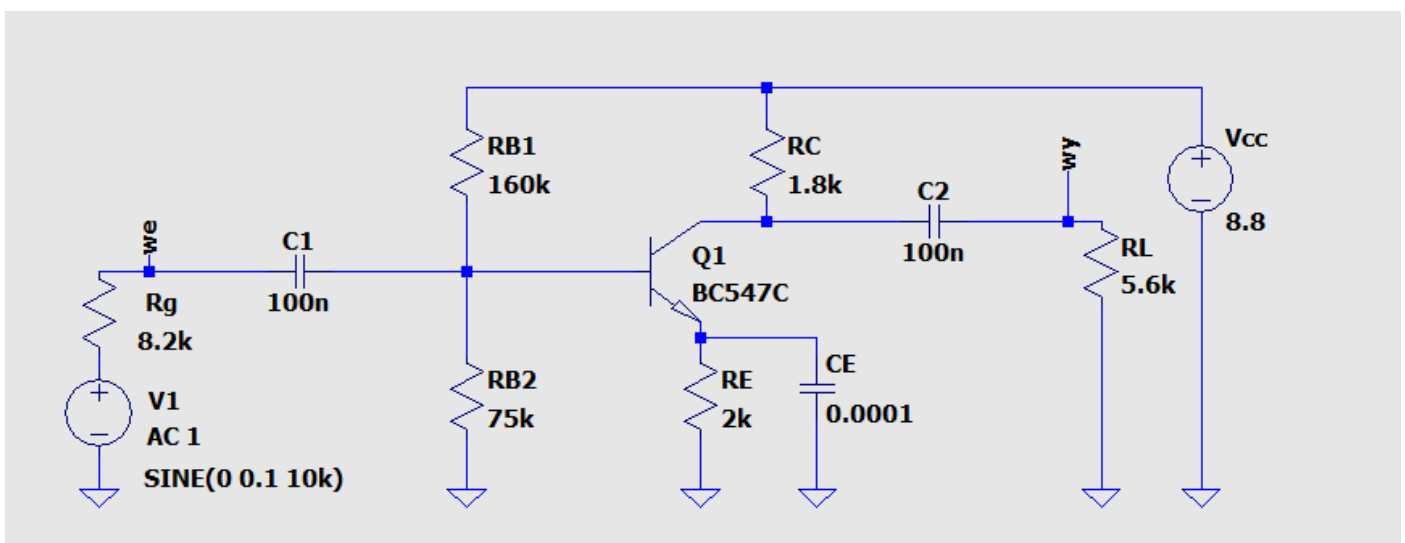 we
Rg
8.2k
V1
AC 1
SINE(0 0.1 10k)
C1
100n
RB1
160k
RB2
75k
Q1
BC547C
RC
1.8k
RE
2k
CE
0.0001
C2
100n
wy
RL
5.6k
Vcc
8.8